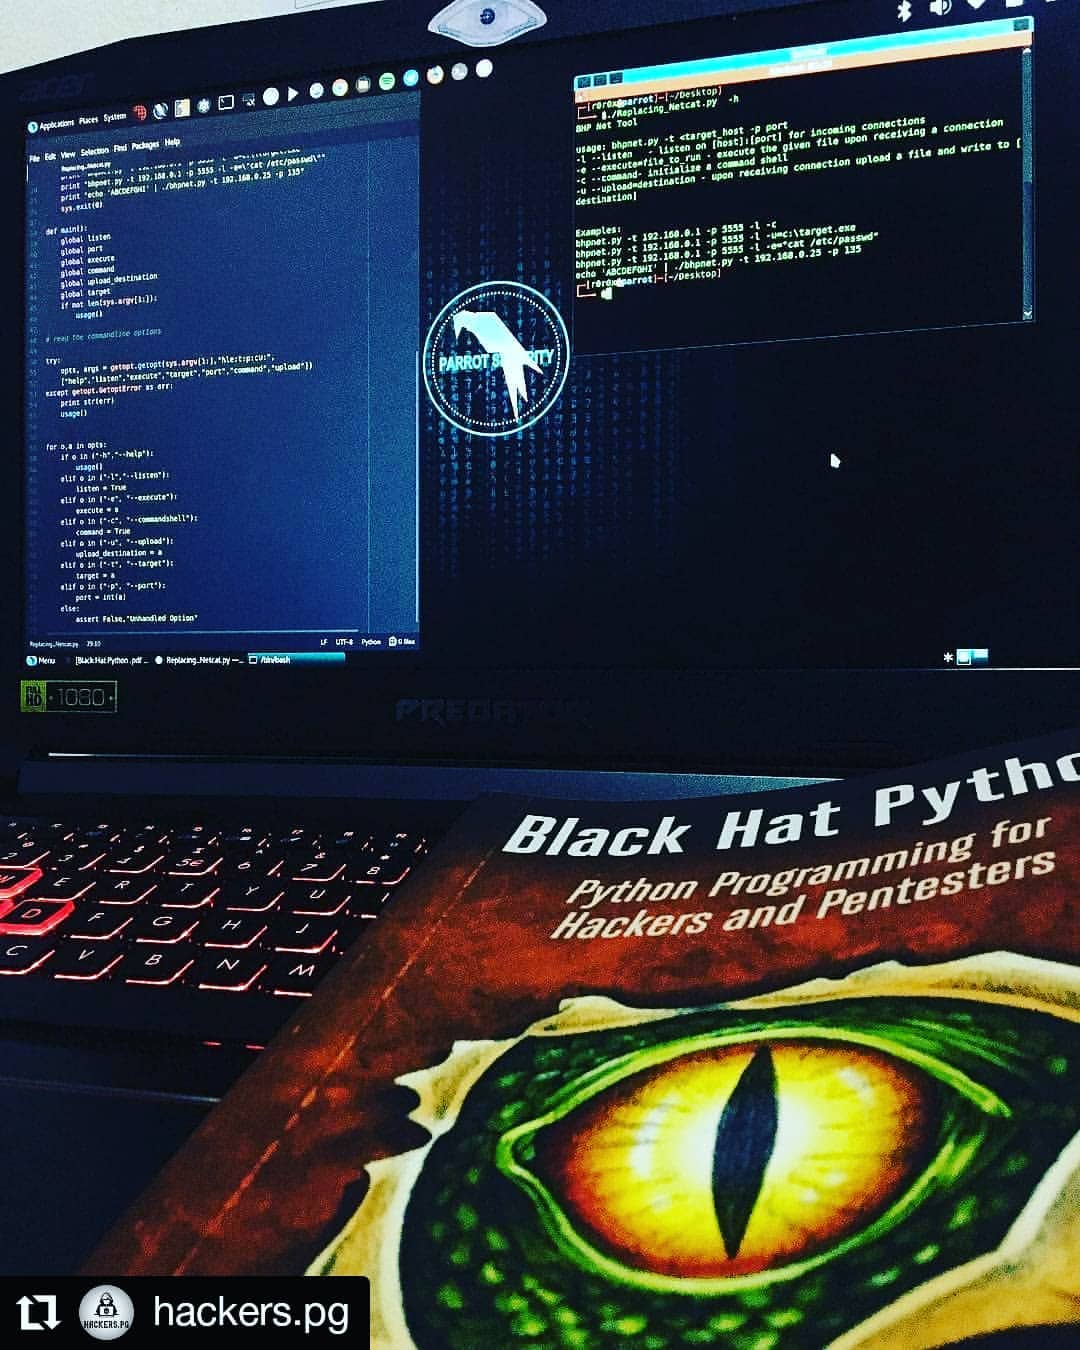 acer
Applications Places System
File Edit View Selection Find Packages Help
Replacing_Netcat.py
print "bhpnet.py -t 192.168.0.1 -p 5555 -l -e=\"cat /etc/passwd\""
print "echo 'ABCDEFGHI' | ./bhpnet.py -t 192.168.0.25 -p 135"
sys.exit(0)
def main():
global listen
global port
global execute
global command
global upload_destination
global target
if not len(sys.argv[1:]):
usage()
# read the commandline options
try:
opts, args = getopt.getopt(sys.argv[1:],"hle:t:p:cu:",
["help","listen","execute","target","port","command","upload"])
except getopt.GetoptError as err:
print str(err)
usage()
for o,a in opts:
if o in ("-h","--help"):
usage()
elif o in ("-l","--listen"):
listen = True
elif o in ("-e", "--execute"):
execute = a
elif o in ("-c", "--commandshell"):
command = True
elif o in ("-u", "--upload"):
upload_destination = a
elif o in ("-t", "--target"):
target = a
elif o in ("-p", "--port"):
port = int(a)
else:
assert False,"Unhandled Option"
Replacing_Netcat.py 29:10 LF UTF-8 Python 0 files
Menu [Black Hat Python .pdf ... Replacing_Netcat.py —... /bin/bash
[r0r0x@parrot]-[~/Desktop]
$./Replacing_Netcat.py -h
BHP Net Tool
usage: bhpnet.py -t <target_host -p port
-l --listen - listen on [host]:[port] for incoming connections
-e --execute=file_to_run - execute the given file upon receiving a connection
-c --command- initialize a command shell
-u --upload=destination - upon receiving connection upload a file and write to [
destination]
Examples:
bhpnet.py -t 192.168.0.1 -p 5555 -l -c
bhpnet.py -t 192.168.0.1 -p 5555 -l -u=c:\target.exe
bhpnet.py -t 192.168.0.1 -p 5555 -l -e="cat /etc/passwd"
echo 'ABCDEFGHI' | ./bhpnet.py -t 192.168.0.25 -p 135
[r0r0x@parrot]-[~/Desktop]
PARROT SECURITY
FULL HD 1080
PREDATOR
2 3 4 5€ 6 7 8
W E R T Y U
D F G H J
C V B N M
Black Hat Pytho
Python Programming for
Hackers and Pentesters
HACKERS.PG
hackers.pg